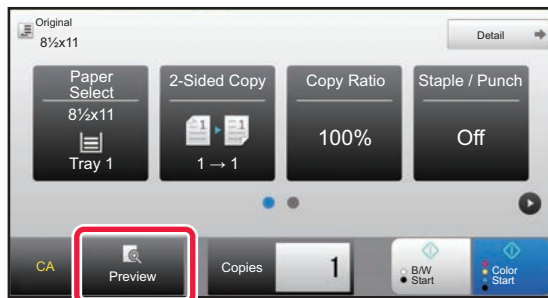 Original
8½x11
Detail
Paper
Select
8½x11
Tray 1
2-Sided Copy
1 → 1
Copy Ratio
100%
Staple / Punch
Off
CA
Preview
Copies
1
B/W
Start
Color
Start